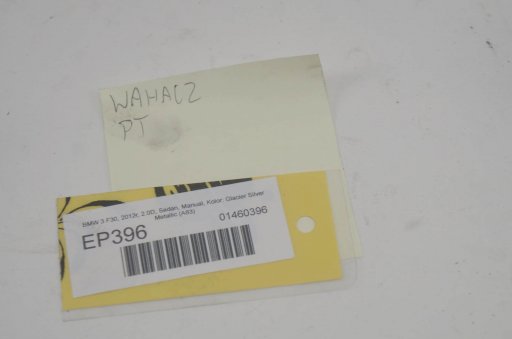 WAHACZ
PT
BMW 3 F30, 2012r, 2.0D, Sedan, Manual, Kolor: Glacier Silver
Metallic (A83)
EP396
01460396